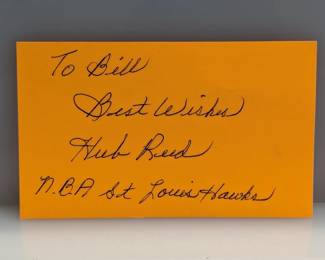 To Bill
Best Wishes
Hub Reed
N.B.A St Louis Hawks